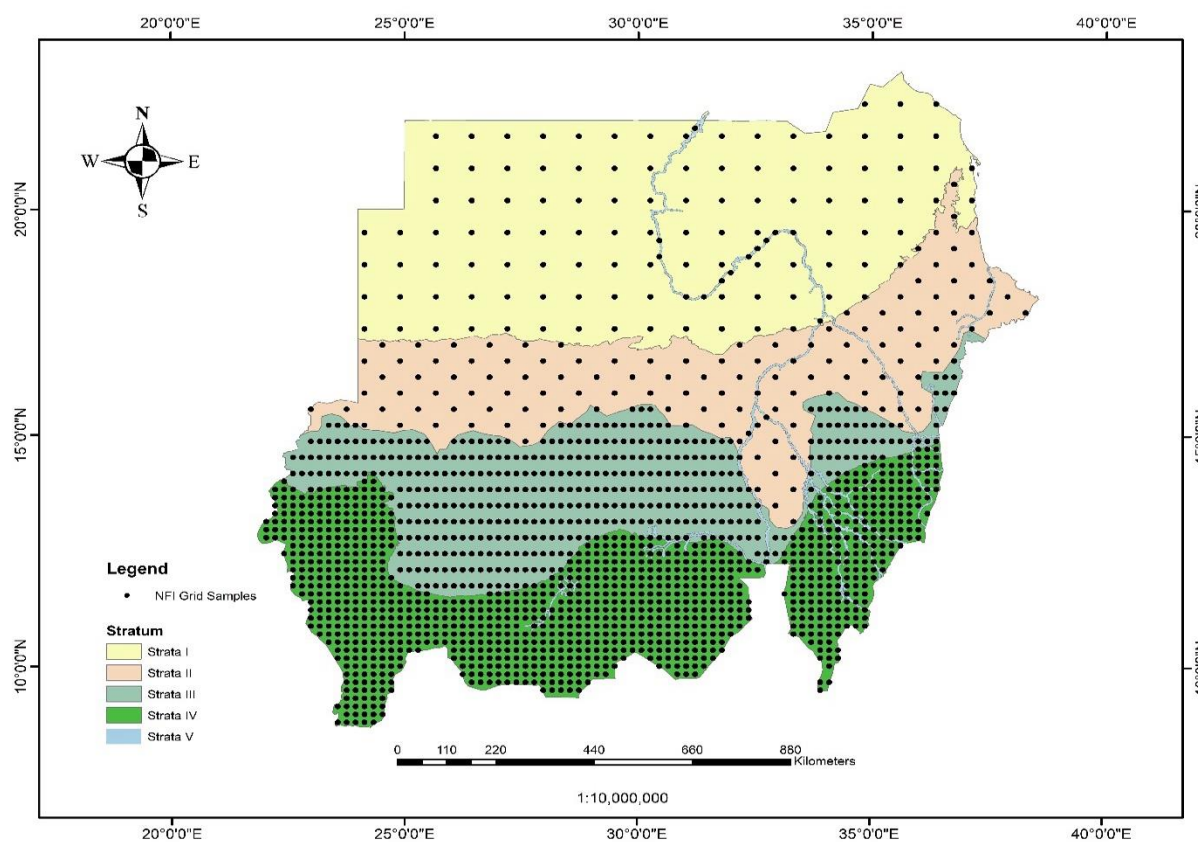 20°0'0"E 25°0'0"E 30°0'0"E 35°0'0"E 40°0'0"E
N
W E
S
20°0'0"N
15°0'0"N
10°0'0"N
Legend
NFI Grid Samples
Stratum
Strata I
Strata II
Strata III
Strata IV
Strata V
0 110 220 440 660 880
Kilometers
1:10,000,000
20°0'0"E 25°0'0"E 30°0'0"E 35°0'0"E 40°0'0"E